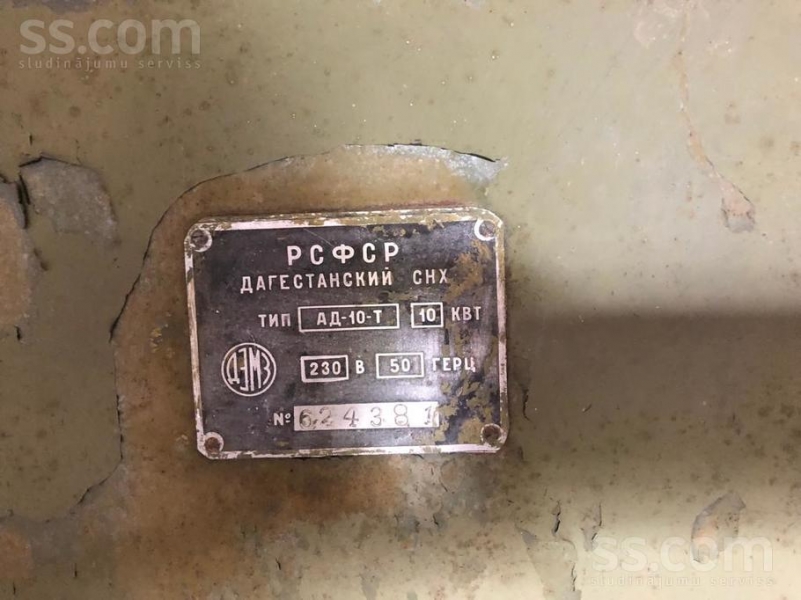 ss.com
sludinājumu serviss
РСФСР
ДАГЕСТАНСКИЙ СНХ
ТИП АД-10-Т 10 КВТ
ДЭМЗ 230 В 50 ГЕРЦ
№ 624381
ss.com
sludinājumu serviss